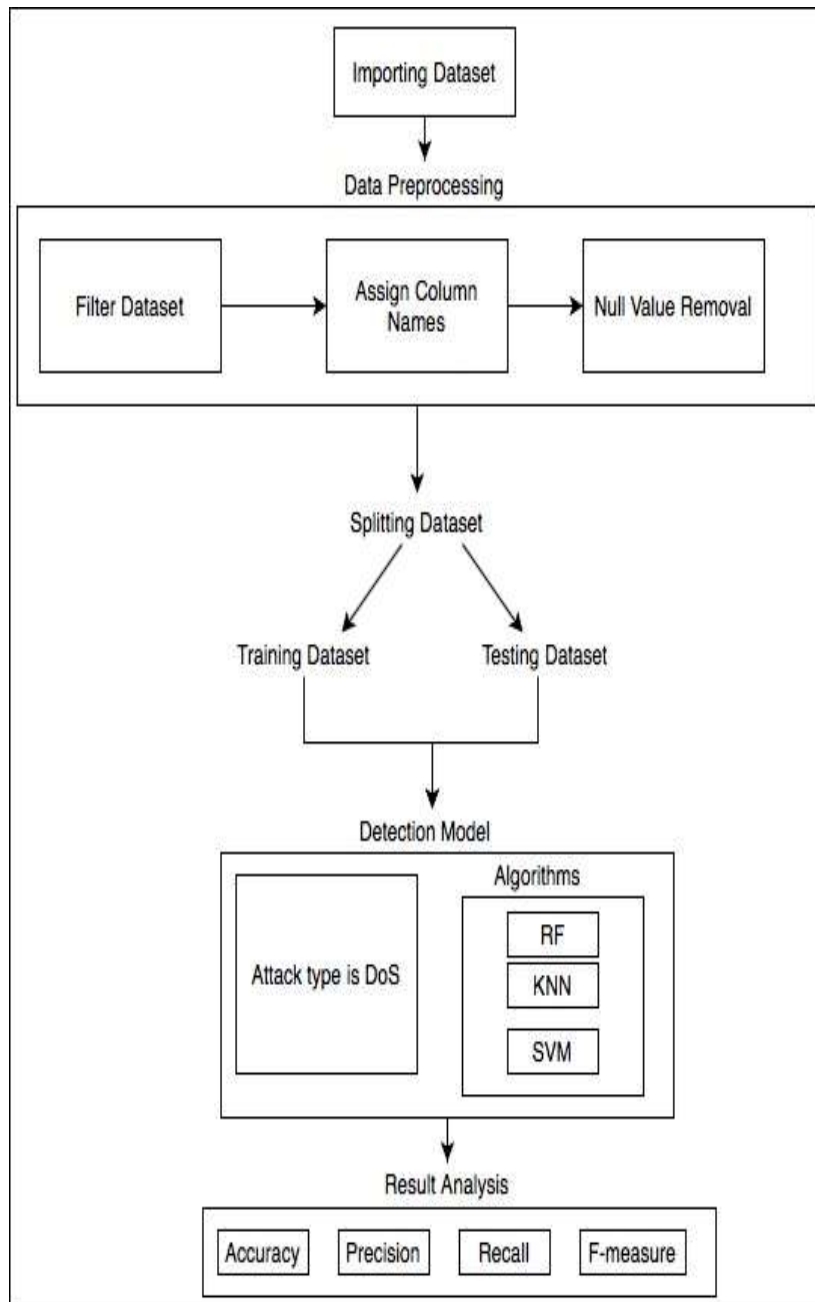 Importing Dataset
Data Preprocessing
Filter Dataset
Assign Column
Names
Null Value Removal
Splitting Dataset
Training Dataset
Testing Dataset
Detection Model
Attack type is DoS
Algorithms
RF
KNN
SVM
Result Analysis
Accuracy
Precision
Recall
F-measure